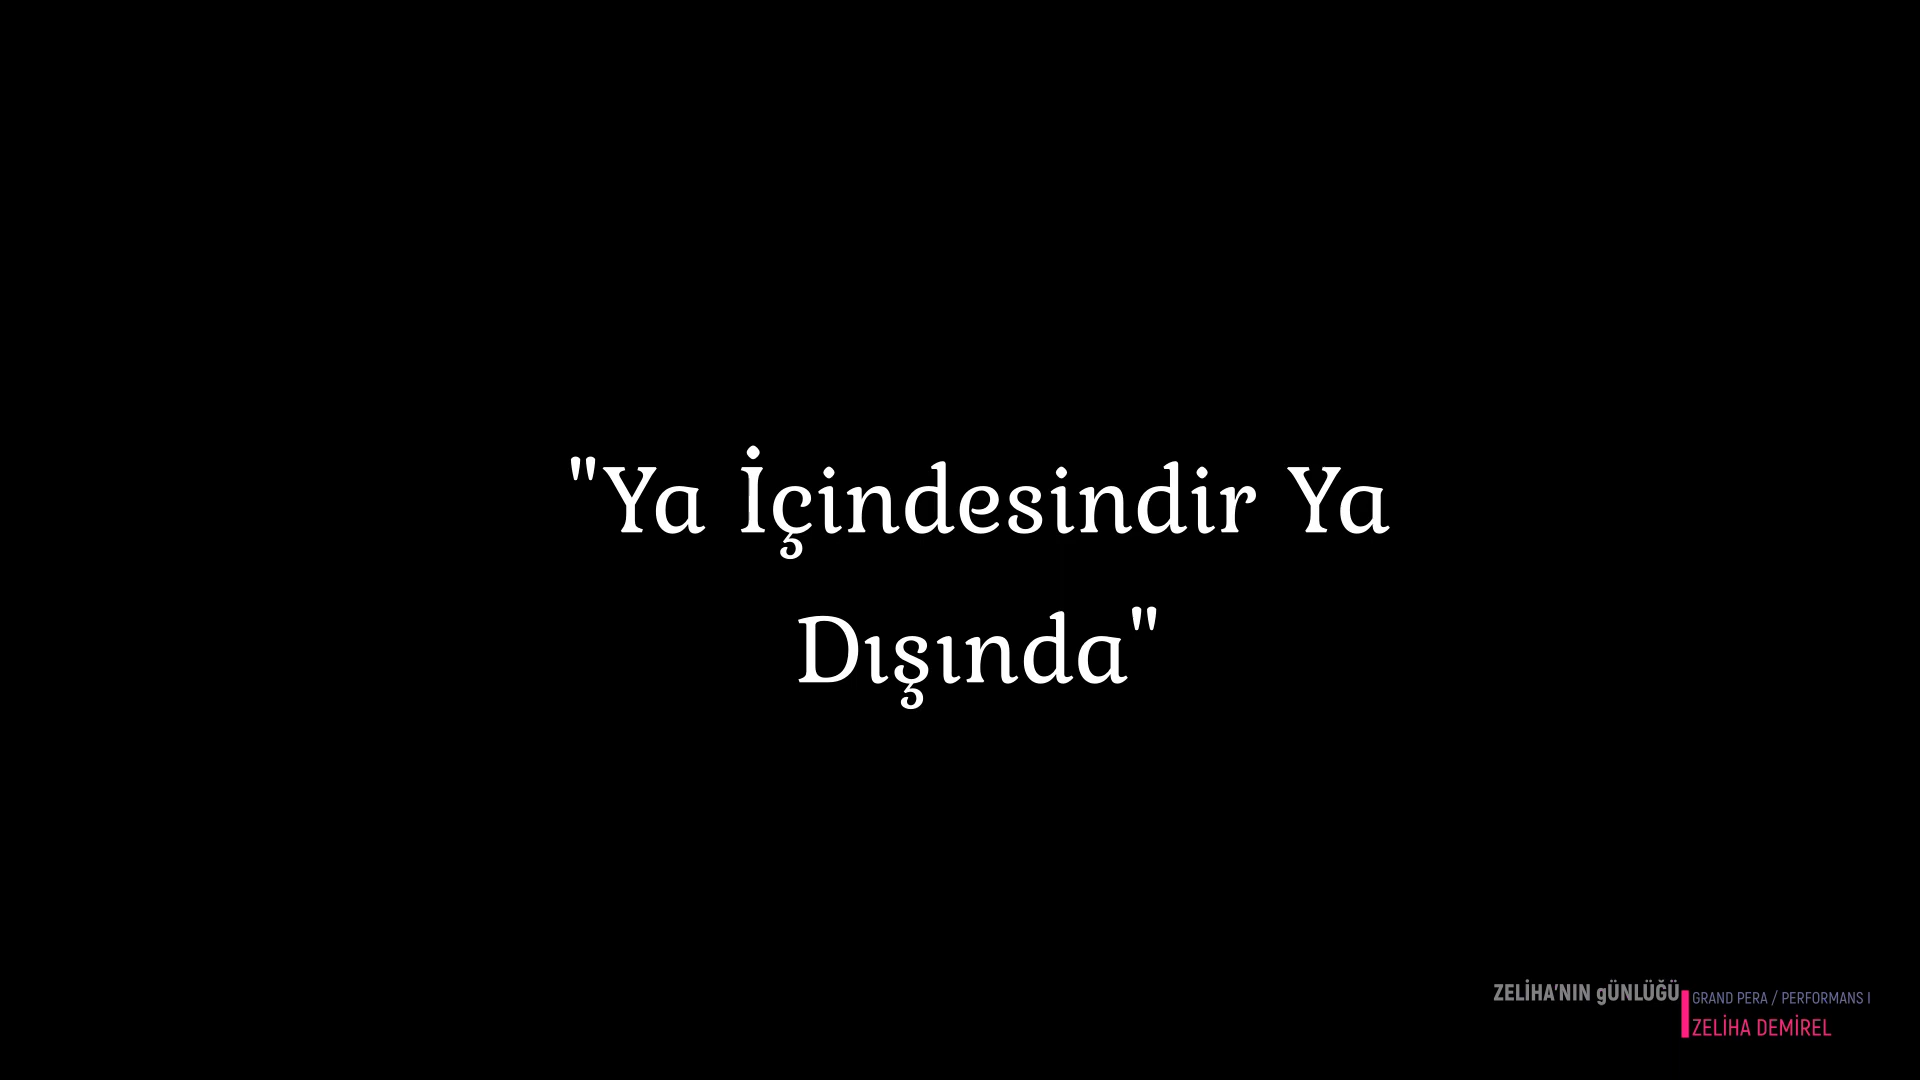 "Ya İçindesindir Ya
Dışında"
ZELİHA'NIN gÜNLÜĞÜ
GRAND PERA / PERFORMANS I
ZELİHA DEMİREL